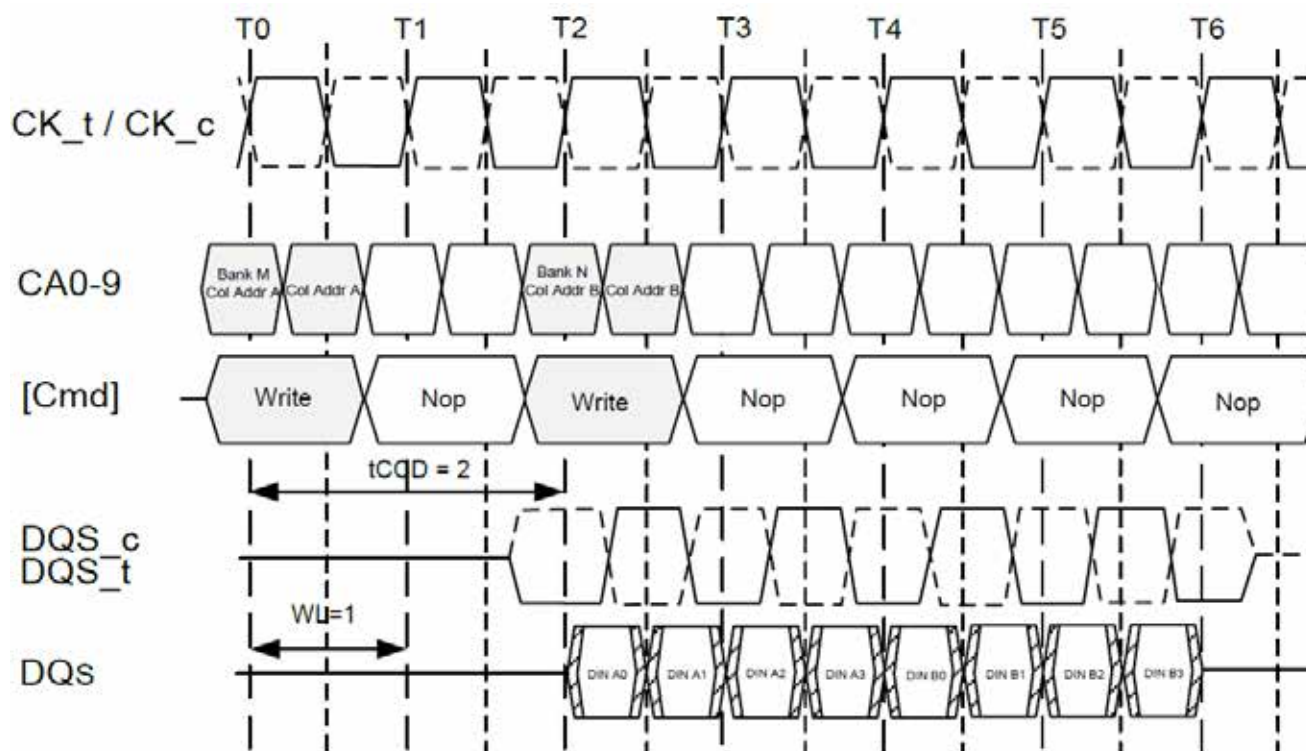 T0 T1 T2 T3 T4 T5 T6
CK_t / CK_c
CA0-9
Bank M
Col Addr A
Col Addr A
Bank N
Col Addr B
Col Addr B
[Cmd]
Write Nop Write Nop Nop Nop Nop
tCCD = 2
DQS_c
DQS_t
WL=1
DQs
DIN A0 DIN A1 DIN A2 DIN A3 DIN B0 DIN B1 DIN B2 DIN B3